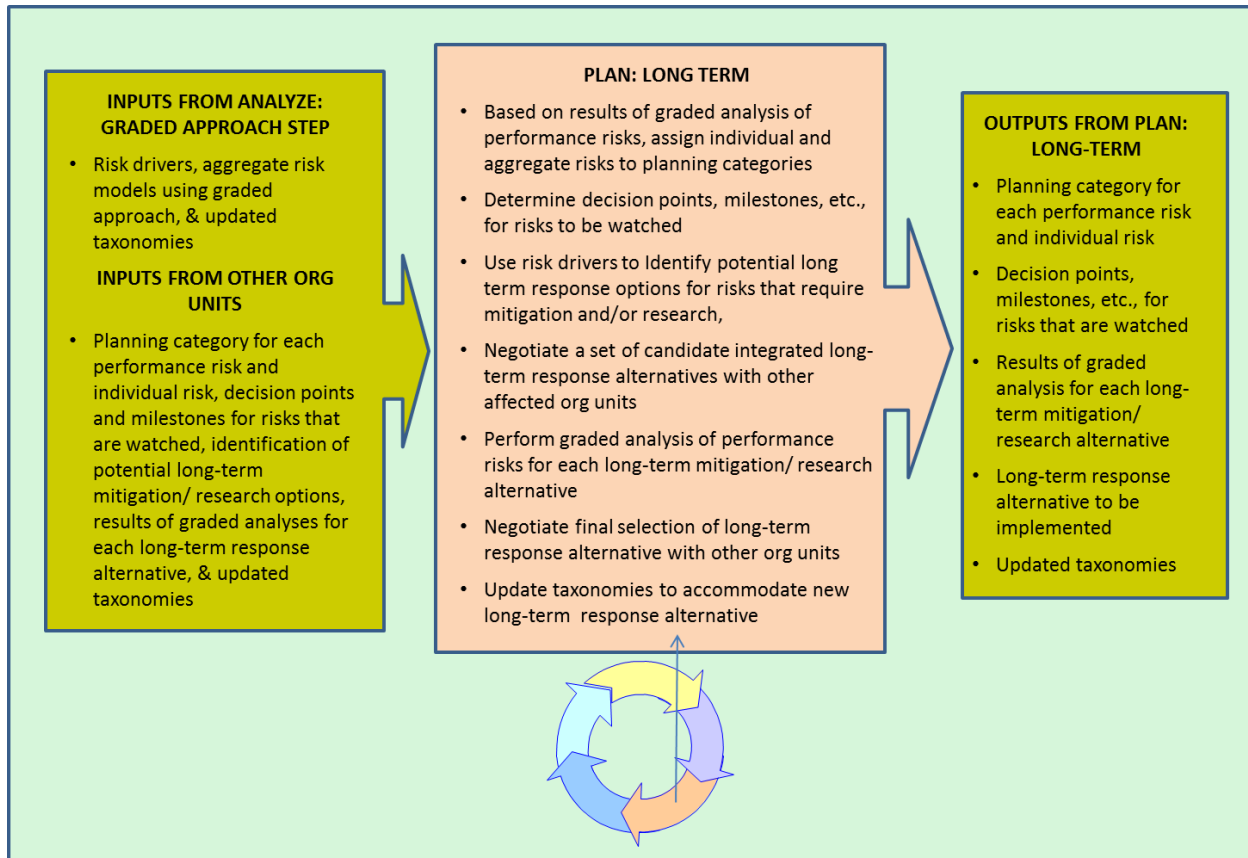 INPUTS FROM ANALYZE:
GRADED APPROACH STEP
• Risk drivers, aggregate risk
models using graded
approach, & updated
taxonomies
INPUTS FROM OTHER ORG
UNITS
• Planning category for each
performance risk and
individual risk, decision points
and milestones for risks that
are watched, identification of
potential long-term
mitigation/ research options,
results of graded analyses for
each long-term response
alternative, & updated
taxonomies
PLAN: LONG TERM
• Based on results of graded analysis of
performance risks, assign individual and
aggregate risks to planning categories
• Determine decision points, milestones, etc.,
for risks to be watched
• Use risk drivers to Identify potential long
term response options for risks that require
mitigation and/or research,
• Negotiate a set of candidate integrated long-
term response alternatives with other
affected org units
• Perform graded analysis of performance
risks for each long-term mitigation/ research
alternative
• Negotiate final selection of long-term
response alternative with other org units
• Update taxonomies to accommodate new
long-term response alternative
OUTPUTS FROM PLAN:
LONG-TERM
• Planning category for
each performance risk
and individual risk
• Decision points,
milestones, etc., for
risks that are watched
• Results of graded
analysis for each long-
term mitigation/
research alternative
• Long-term response
alternative to be
implemented
• Updated taxonomies